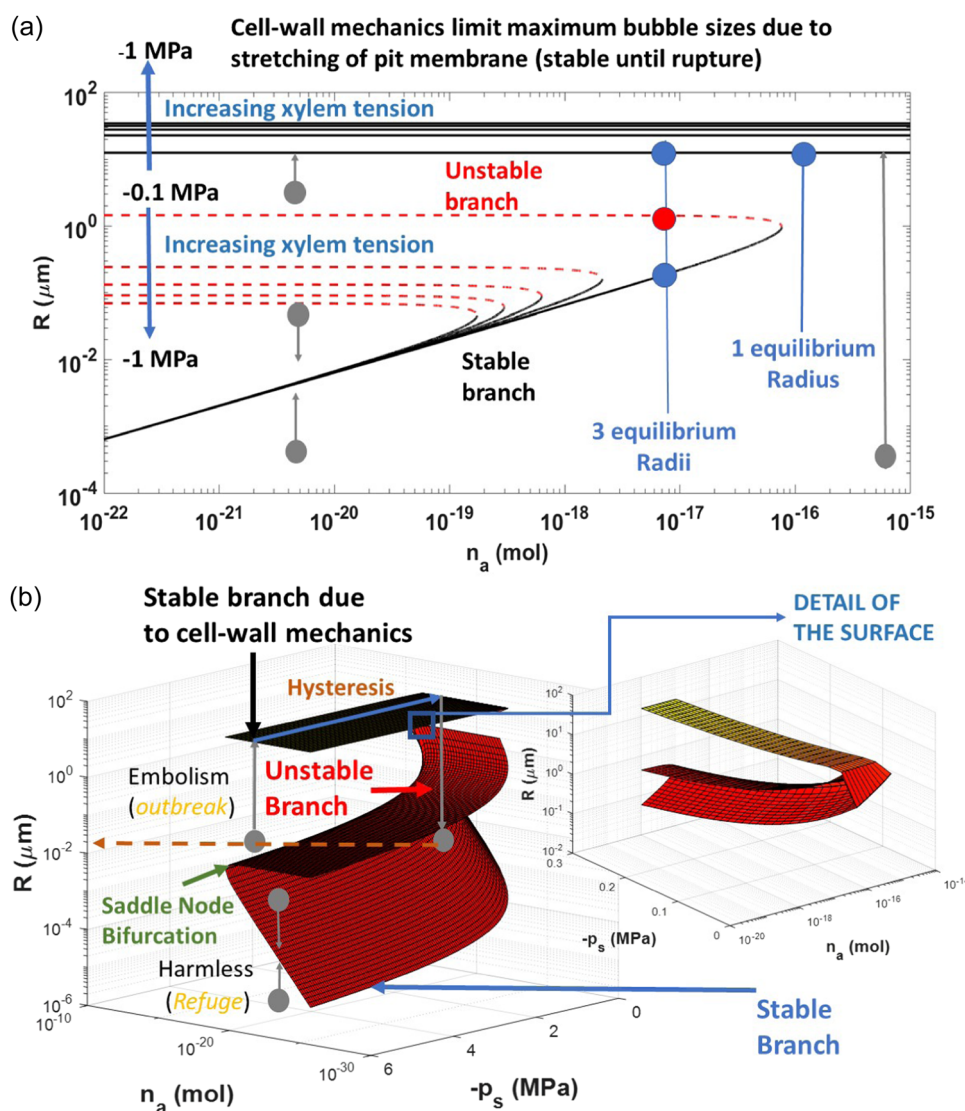 (a)
Cell-wall mechanics limit maximum bubble sizes due to
stretching of pit membrane (stable until rupture)
-1 MPa
10^2
Increasing xylem tension
Unstable
branch
-0.1 MPa
10^0
Increasing xylem tension
R (μm)
10^-2
-1 MPa
Stable
branch
1 equilibrium
Radius
3 equilibrium
Radii
10^-4
10^-22 10^-21 10^-20 10^-19 10^-18 10^-17 10^-16 10^-15
n_a (mol)
(b)
Stable branch due
to cell-wall mechanics
DETAIL OF
THE SURFACE
Hysteresis
10^2
10^0
10^-2
10^-4
10^-6
R (μm)
Embolism
(outbreak)
Unstable
Branch
Saddle Node
Bifurcation
Harmless
(Refuge)
10^-10
10^-20
10^-30
n_a (mol)
6
4
2
0
-p_s (MPa)
Stable
Branch
10^2
10^1
10^0
10^-1
10^-2
R (μm)
0.3
0.2
0.1
0
-p_s (MPa)
10^-20
10^-18
10^-16
10^-1
n_a (mol)